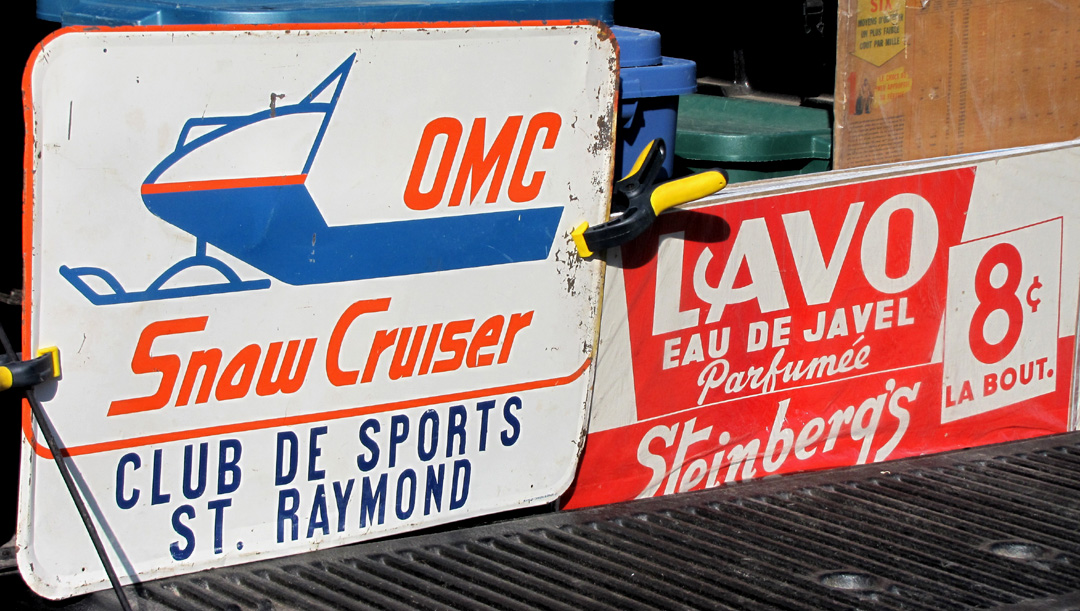 OMC
Snow Cruiser
CLUB DE SPORTS
ST. RAYMOND
LAVO
EAU DE JAVEL
Parfumée
Steinberg's
8¢
LA BOUT.
SIX